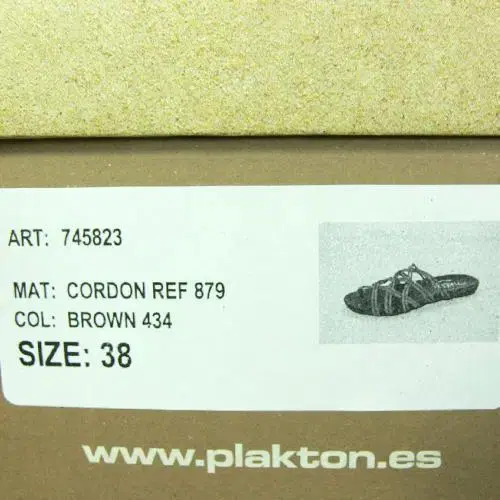 ART: 745823
MAT: CORDON REF 879
COL: BROWN 434
SIZE: 38
www.plakton.es